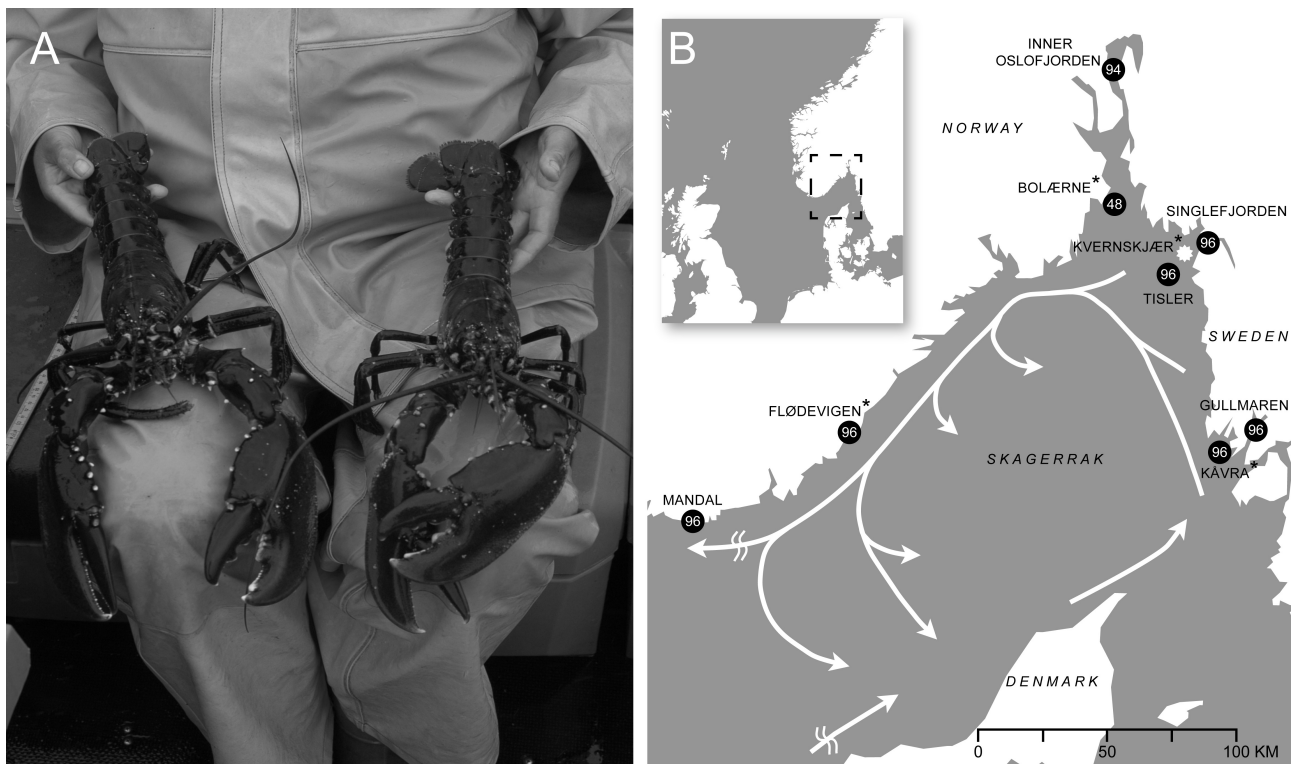 A
B
INNER
OSLOFJORDEN
94
NORWAY
BOLÆRNE*
48
SINGLEFJORDEN
96
KVERNSKJÆR*
96
TISLER
SWEDEN
FLØDEVIGEN*
96
GULLMAREN
96
96
KÅVRA*
SKAGERRAK
MANDAL
96
DENMARK
0 50 100 KM